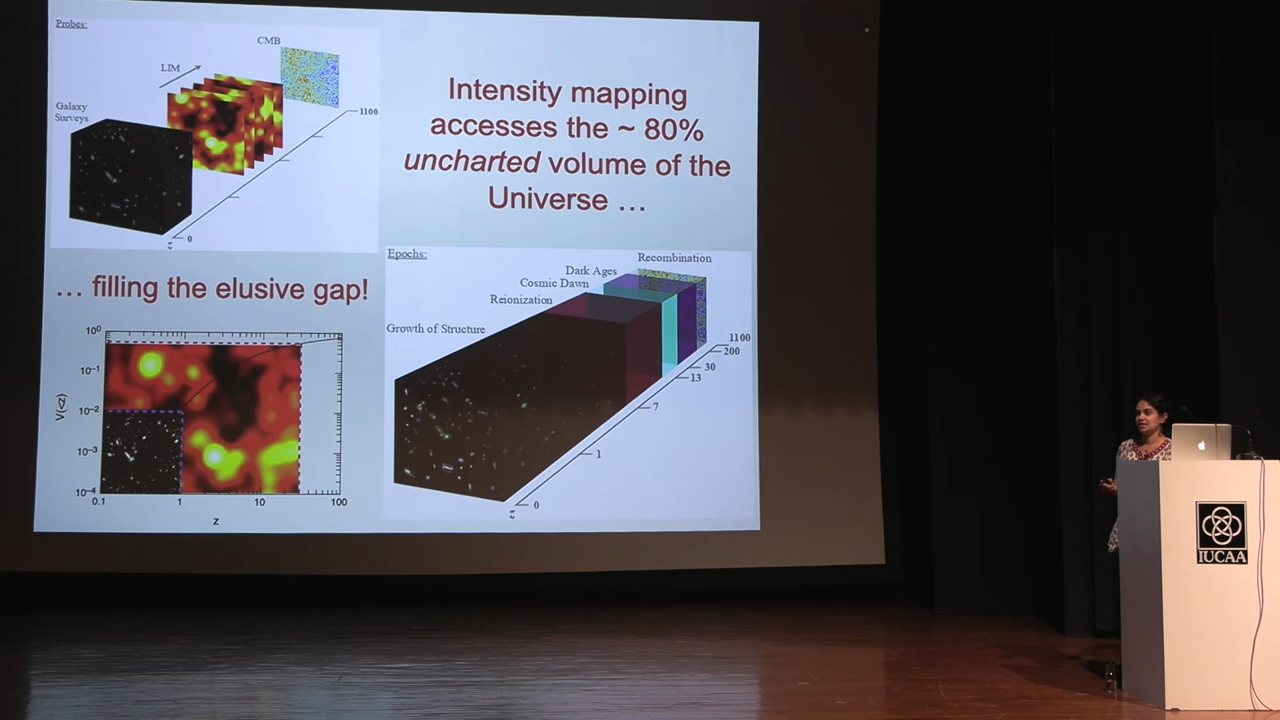 Probes:
CMB
LIM
Galaxy
Surveys
1100
z
0
Intensity mapping
accesses the ~ 80%
uncharted volume of the
Universe …
… filling the elusive gap!
10⁰
10⁻¹
10⁻²
10⁻³
10⁻⁴
V(<z)
0.1
1
10
100
z
Epochs:
Recombination
Dark Ages
Cosmic Dawn
Reionization
Growth of Structure
1100
200
30
13
7
1
0
z
IUCAA